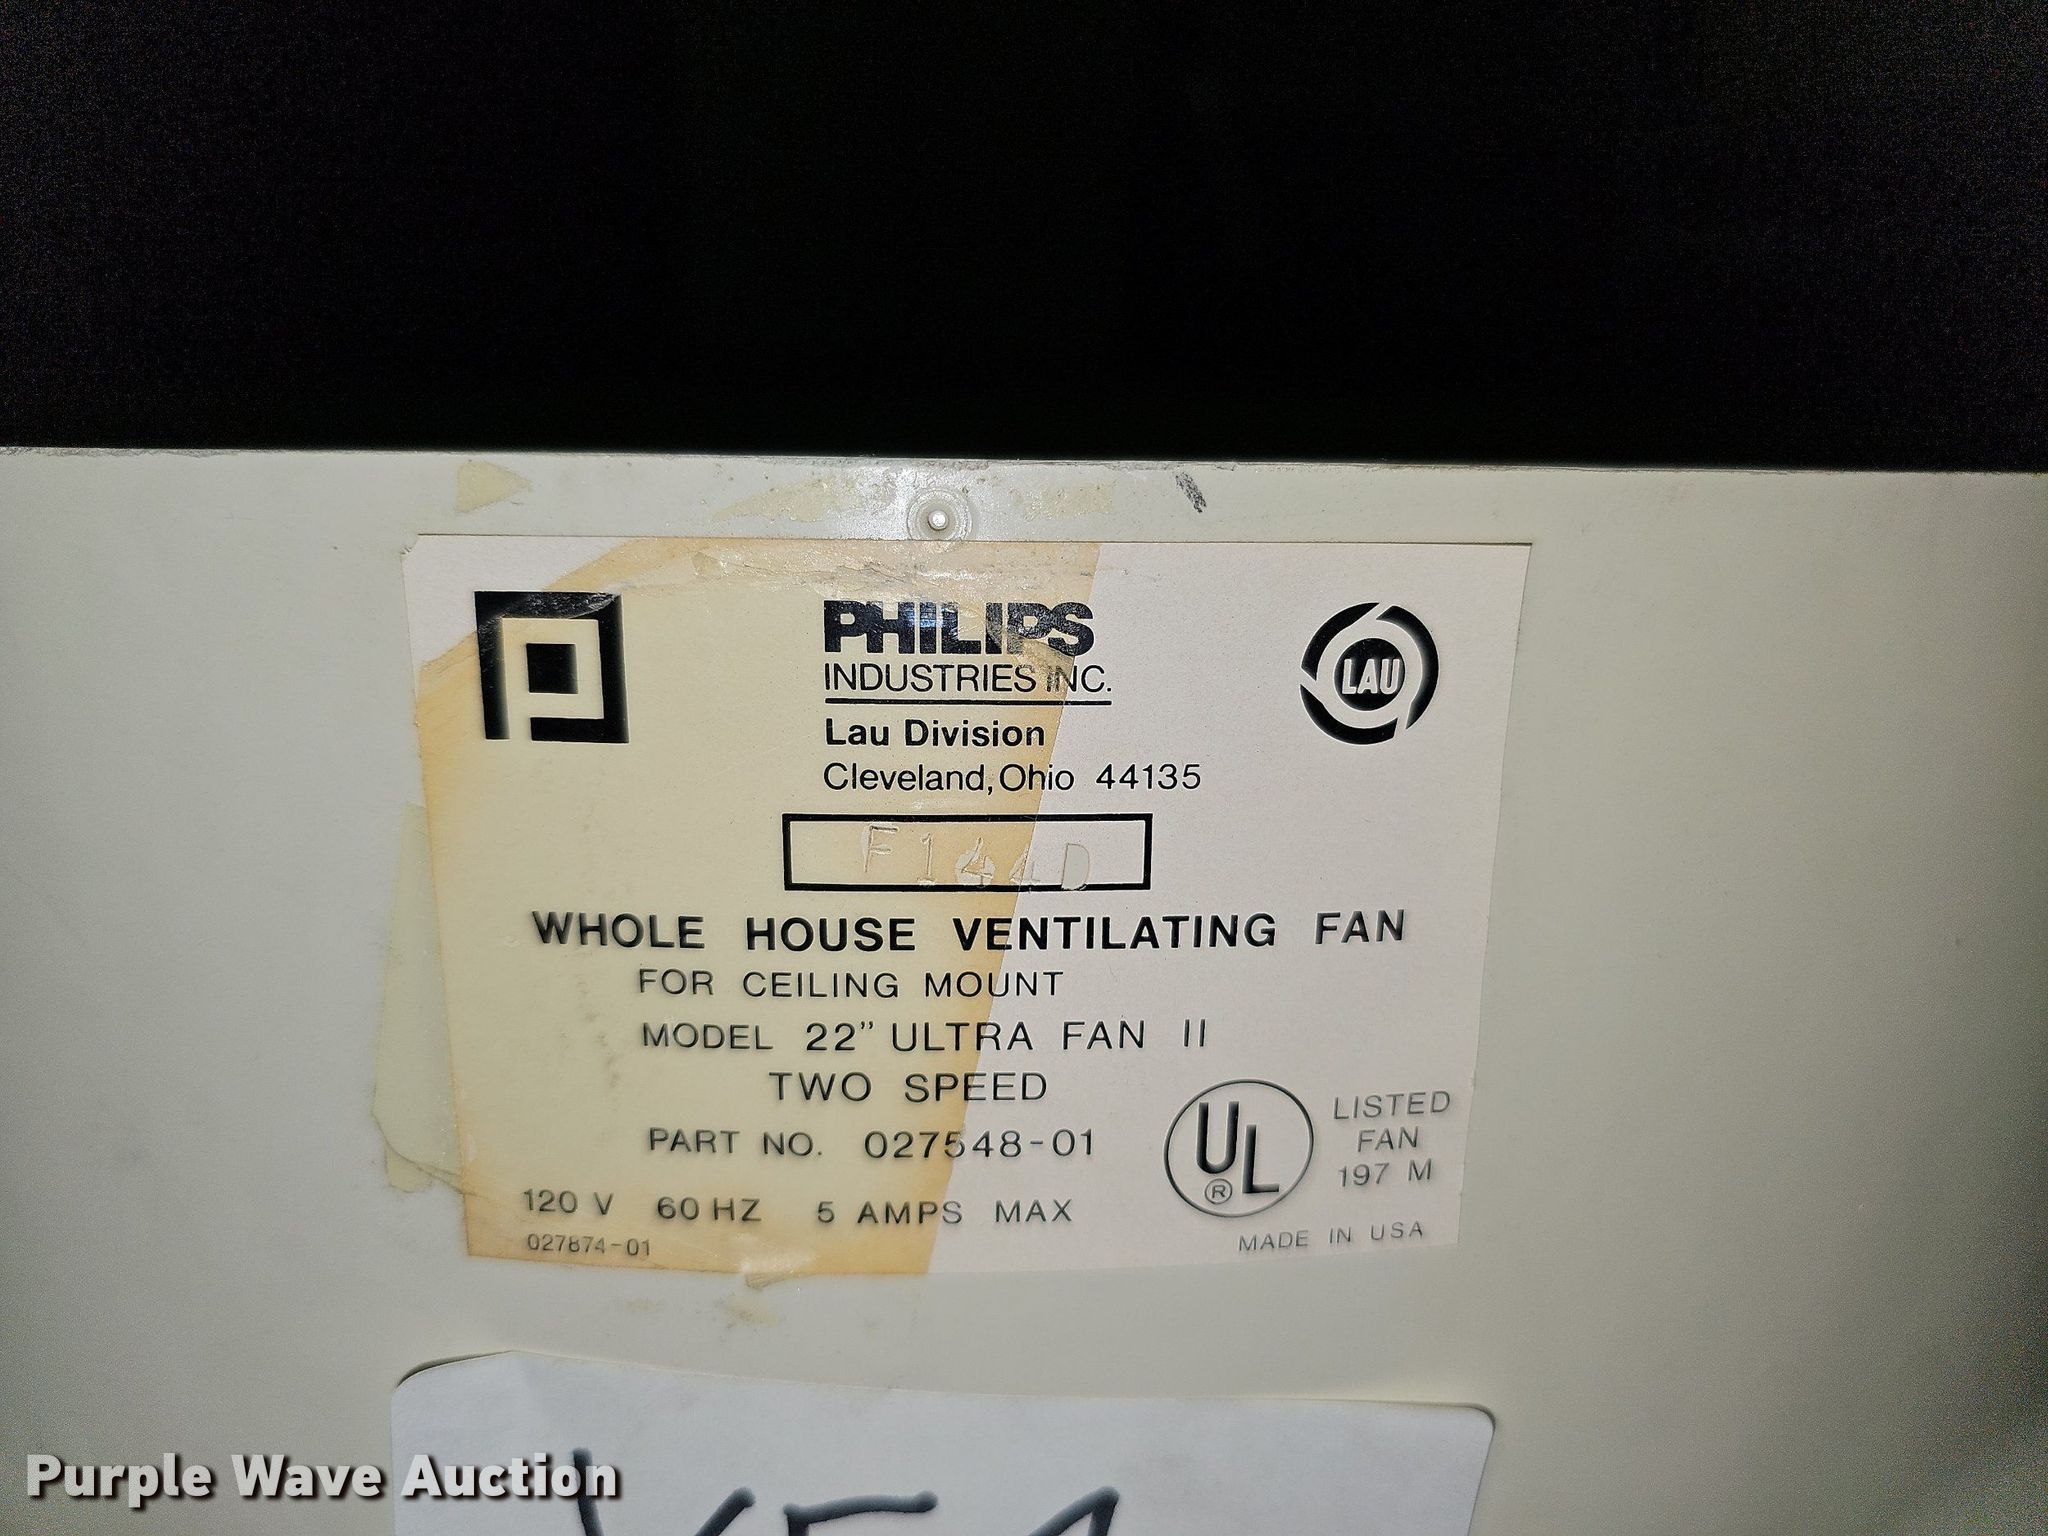 PHILIPS
INDUSTRIES INC.
LAU
Lau Division
Cleveland, Ohio 44135
F144D
WHOLE HOUSE VENTILATING FAN
FOR CEILING MOUNT
MODEL 22" ULTRA FAN II
TWO SPEED
PART NO. 027548-01
120 V 60 HZ 5 AMPS MAX
027874-01
UL
®
LISTED
FAN
197 M
MADE IN USA
Purple Wave Auction